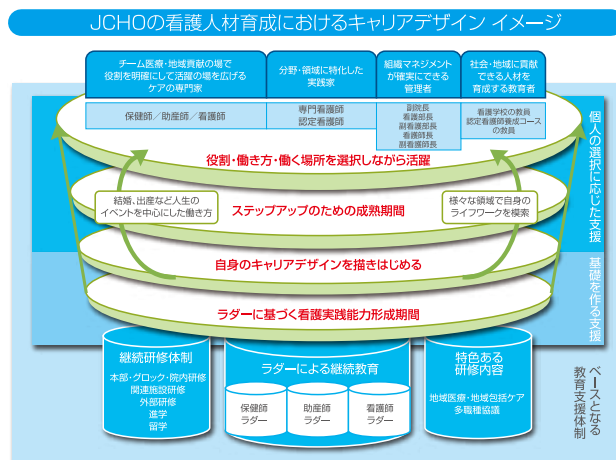 JCHOの看護人材育成におけるキャリアデザイン イメージ
チーム医療・地域貢献の場で
役割を明確にして活躍の場を広げる
ケアの専門家
分野・領域に特化した
実践家
組織マネジメント
が確実にできる
管理者
社会・地域に貢献
できる人材を
育成する教育者
保健師／助産師／看護師
専門看護師
認定看護師
副院長
看護部長
副看護部長
看護師長
副看護師長
看護学校の教員
認定看護師養成コース
の教員
役割・働き方・働く場所を選択しながら活躍
結婚、出産など人生の
イベントを中心にした働き方
ステップアップのための成熟期間
様々な領域で自身の
ライフワークを模索
自身のキャリアデザインを描きはじめる
ラダーに基づく看護実践能力形成期間
個人の選択に応じた支援
基礎を作る支援
継続研修体制
本部・グロック・院内研修
関連施設研修
外部研修
進学
留学
ラダーによる継続教育
保健師
ラダー
助産師
ラダー
看護師
ラダー
特色ある
研修内容
地域医療・地域包括ケア
多職種協議
ベースとなる
教育支援体制